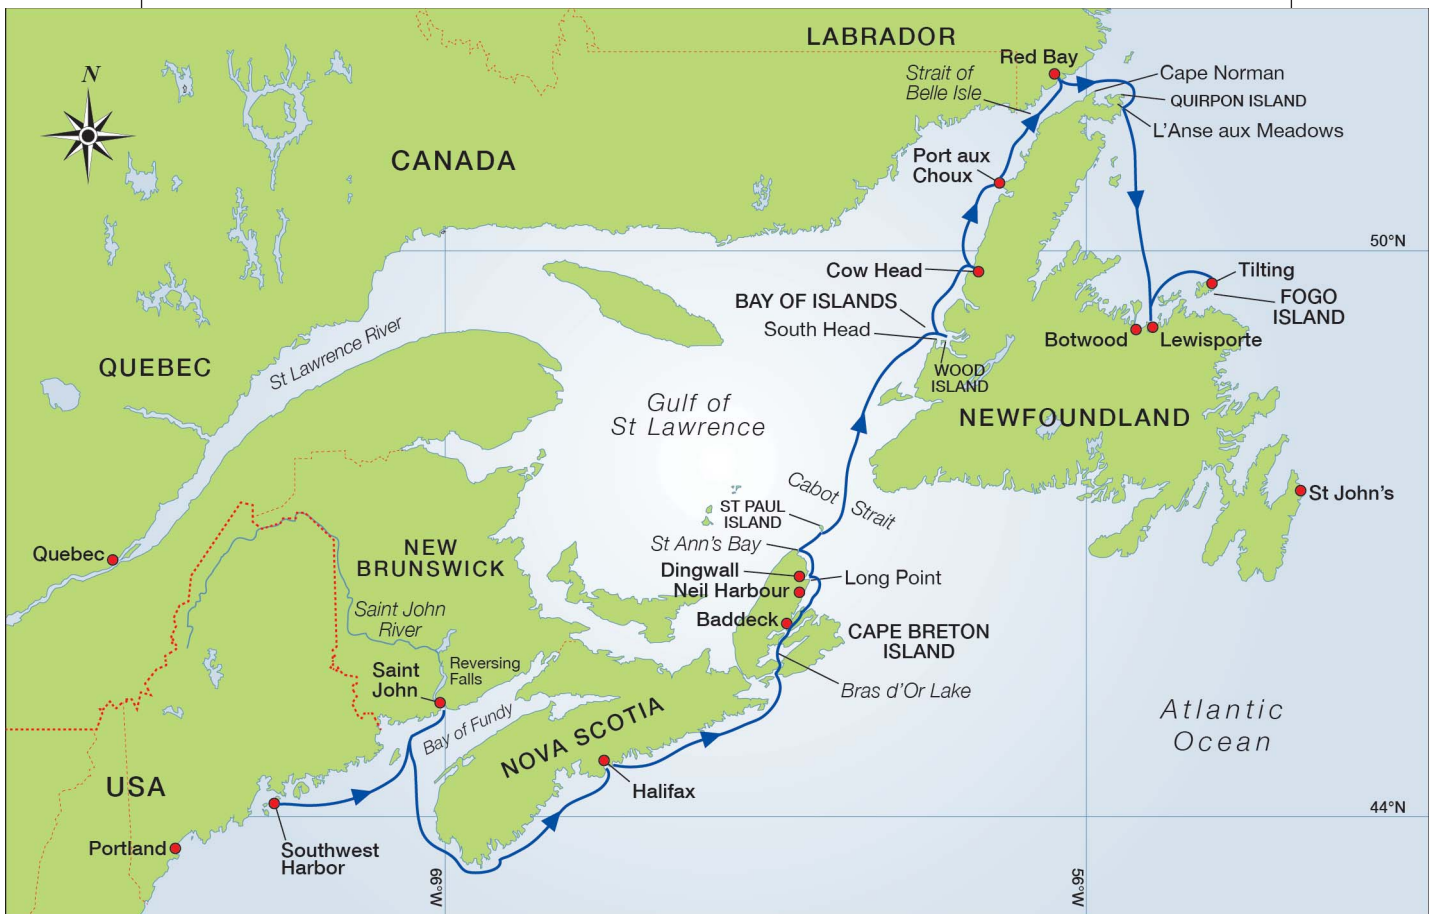 LABRADOR
Red Bay
N
Strait of
Belle Isle
Cape Norman
QUIRPON ISLAND
L'Anse aux Meadows
CANADA
Port aux
Choux
50°N
Cow Head
Tilting
FOGO
ISLAND
BAY OF ISLANDS
South Head
Botwood
Lewisporte
St Lawrence River
QUEBEC
WOOD
ISLAND
Gulf of
St Lawrence
NEWFOUNDLAND
Cabot
Strait
St John's
ST PAUL
ISLAND
St Ann's Bay
Quebec
NEW
BRUNSWICK
Dingwall
Long Point
Neil Harbour
Saint John
River
Baddeck
CAPE BRETON
ISLAND
Reversing
Falls
Saint
John
Bras d'Or Lake
Bay of Fundy
NOVA SCOTIA
Atlantic
Ocean
USA
Halifax
44°N
Portland
Southwest
Harbor
66°W
56°W